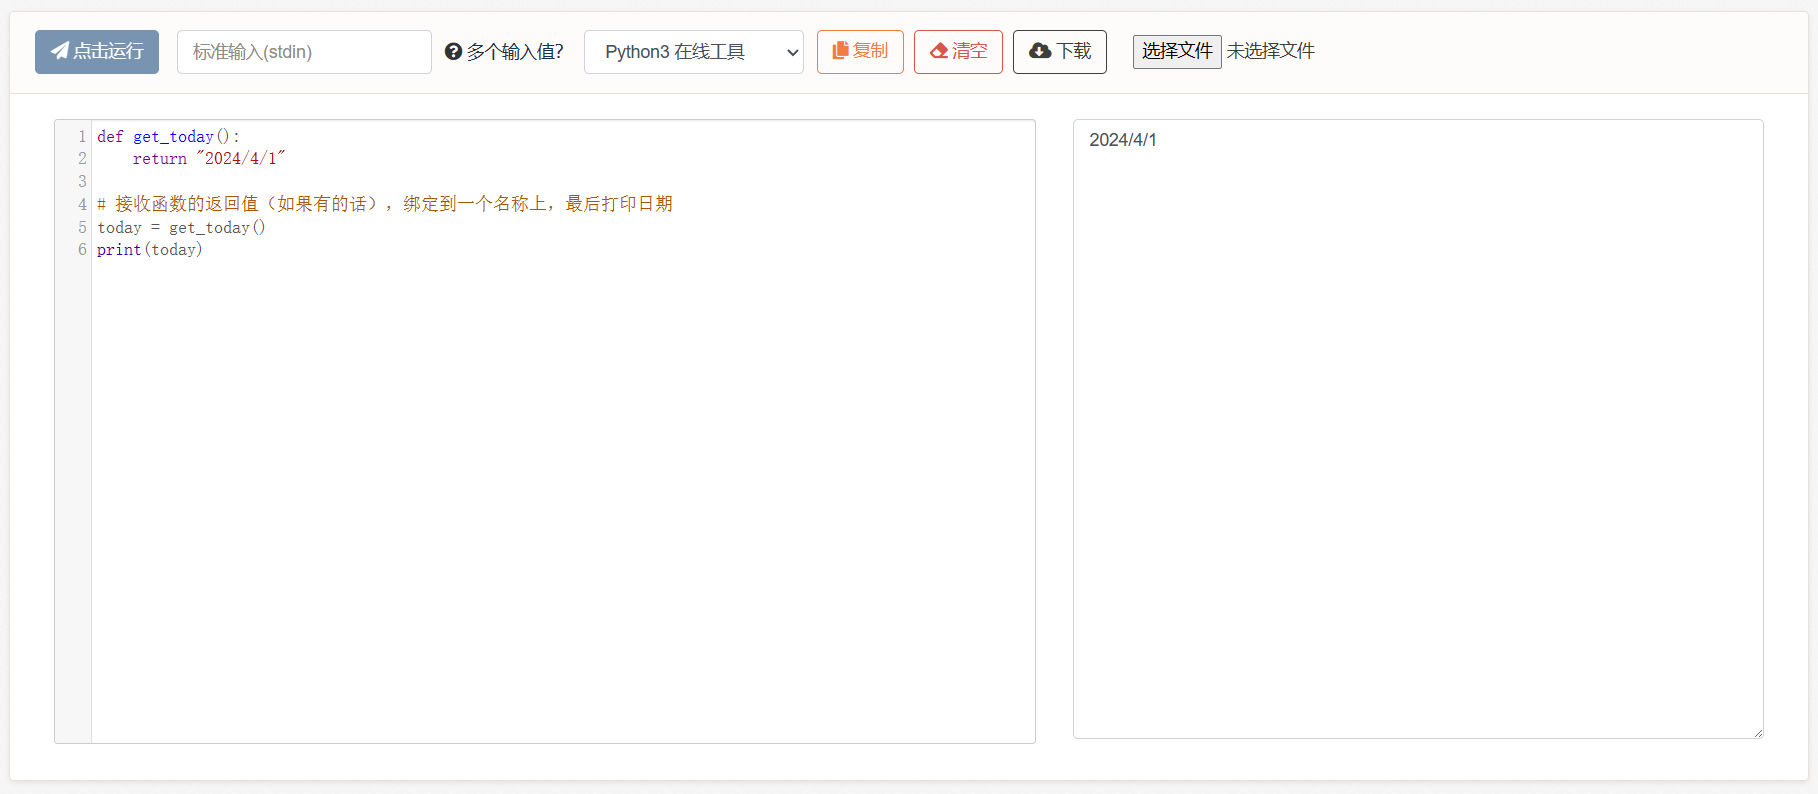 点击运行 标准输入(stdin) 多个输入值? Python3 在线工具 复制 清空 下载 选择文件 未选择文件
1 def get_today():
2     return "2024/4/1"
3
4 # 接收函数的返回值（如果有的话），绑定到一个名称上，最后打印日期
5 today = get_today()
6 print(today)
2024/4/1